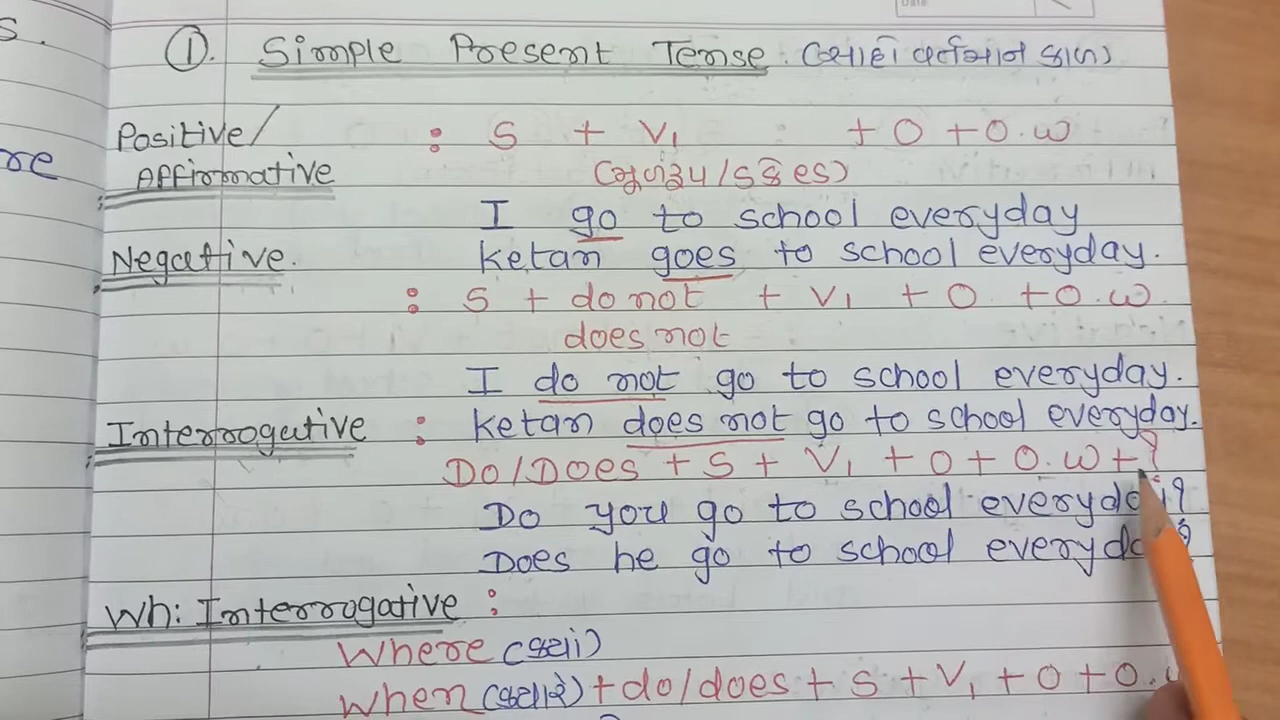 s.
① Simple Present Tense (સાદો વર્તમાન કાળ)
re
Positive/ : S + V₁ + O + O.W
Affirmative (મૂળરૂપ/s કે es)
I go to school everyday
Negative. Ketan goes to school everyday.
: S + do not + V₁ + O + O.W
does not
I do not go to school everyday.
Interrogative : Ketan does not go to school everyday.
Do/Does + S + V₁ + O + O.W + ?
Do you go to school everyday?
Does he go to school everyday?
Wh: Interrogative :
Where (ક્યાં)
When (ક્યારે) + do/does + S + V₁ + O + O.